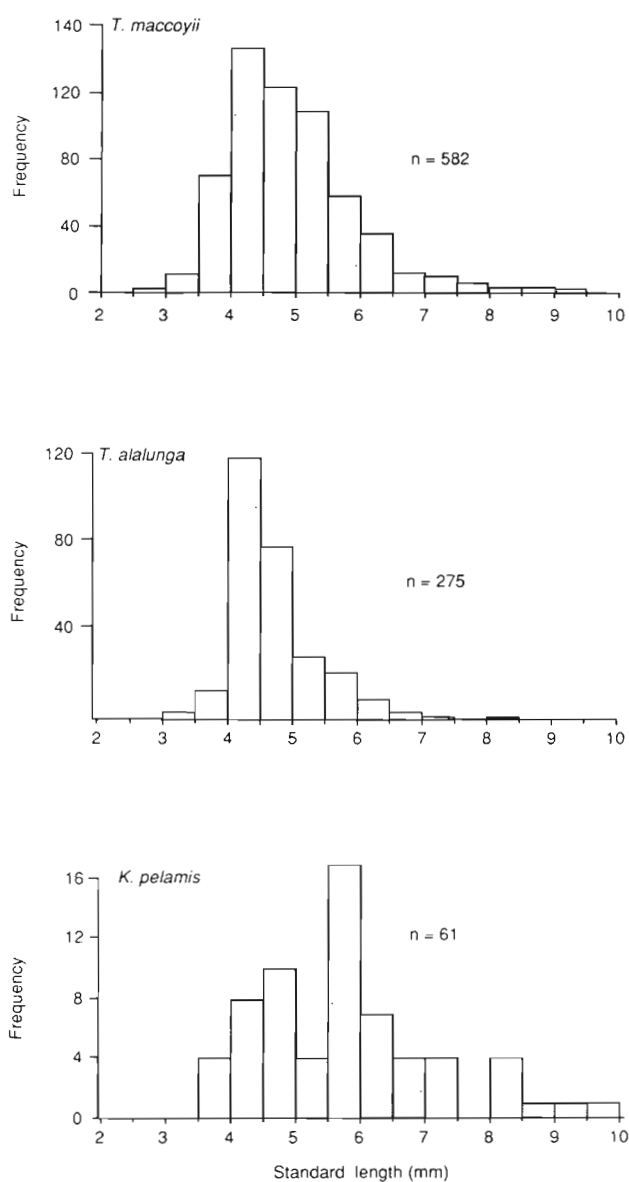 T. maccoyii
140
120
80
40
0
Frequency
n = 582
2 3 4 5 6 7 8 9 10
T. alalunga
120
80
40
Frequency
n = 275
2 3 4 5 6 7 8 9 10
K. pelamis
16
12
8
4
0
Frequency
n = 61
2 3 4 5 6 7 8 9 10
Standard length (mm)